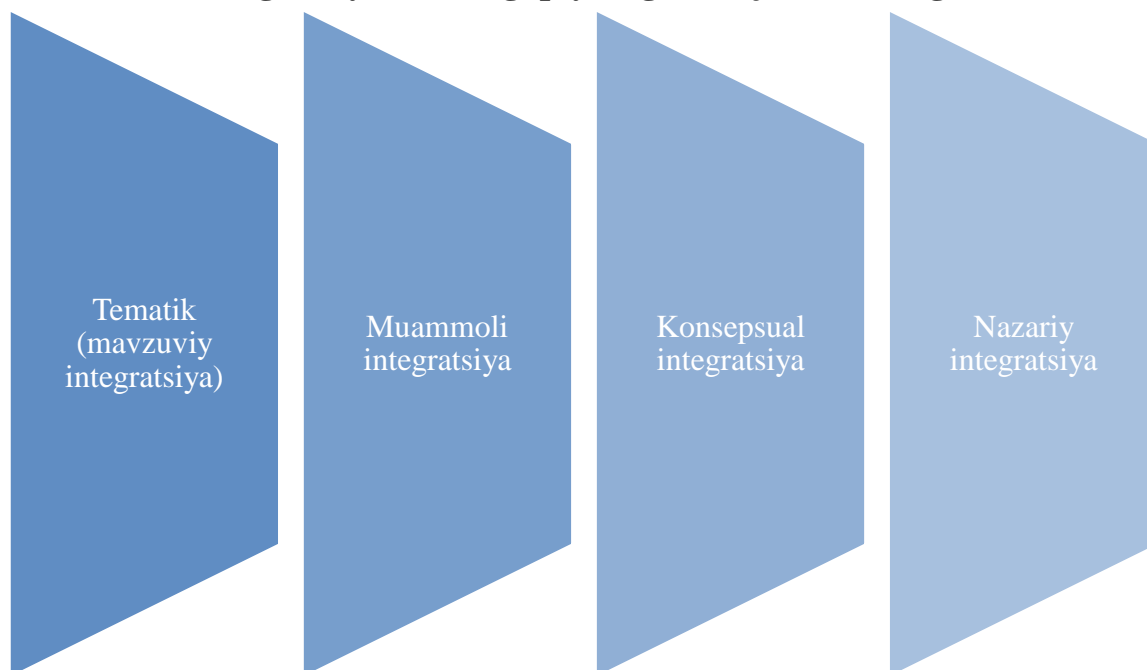 Tematik
(mavzuviy
integratsiya)
Muammoli
integratsiya
Konsepsual
integratsiya
Nazariy
integratsiya